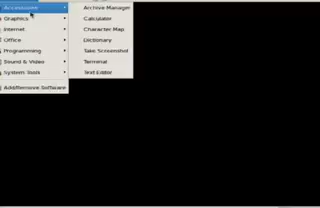 Accessories
Graphics
Internet
Office
Programming
Sound & Video
System Tools
Add/Remove Software
Archive Manager
Calculator
Character Map
Dictionary
Take Screenshot
Terminal
Text Editor